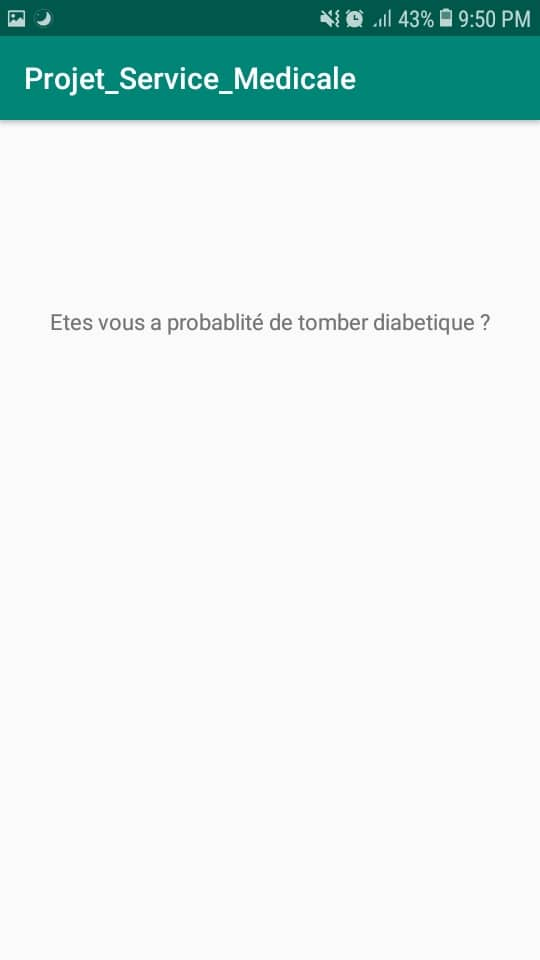 43% 9:50 PM
Projet_Service_Medicale
Etes vous a probablité de tomber diabetique ?